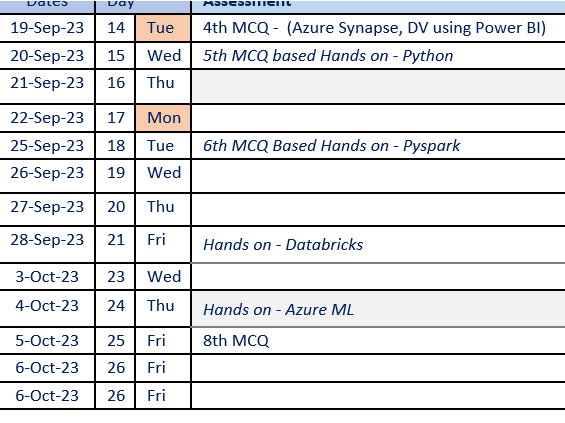 Dates Day Assessment
19-Sep-23 14 Tue 4th MCQ - (Azure Synapse, DV using Power BI)
20-Sep-23 15 Wed 5th MCQ based Hands on - Python
21-Sep-23 16 Thu
22-Sep-23 17 Mon
25-Sep-23 18 Tue 6th MCQ Based Hands on - Pyspark
26-Sep-23 19 Wed
27-Sep-23 20 Thu
28-Sep-23 21 Fri Hands on - Databricks
3-Oct-23 23 Wed
4-Oct-23 24 Thu Hands on - Azure ML
5-Oct-23 25 Fri 8th MCQ
6-Oct-23 26 Fri
6-Oct-23 26 Fri